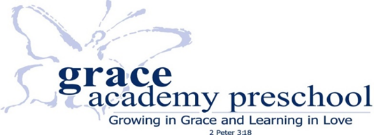 grace
academy preschool
Growing in Grace and Learning in Love
2 Peter 3:18